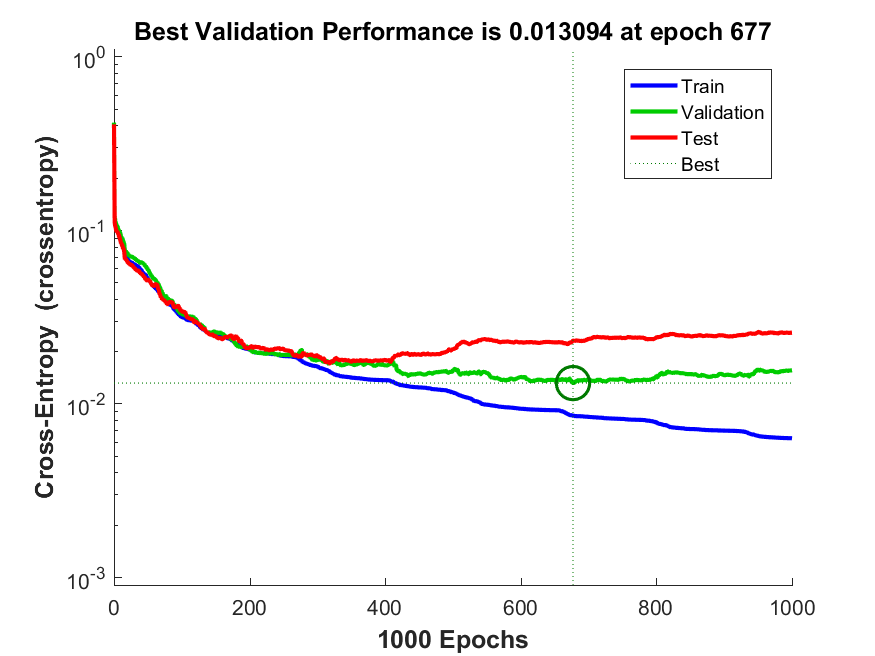 Best Validation Performance is 0.013094 at epoch 677
Cross-Entropy (crossentropy)
10^0
10^-1
10^-2
10^-3
Train
Validation
Test
Best
0 200 400 600 800 1000
1000 Epochs